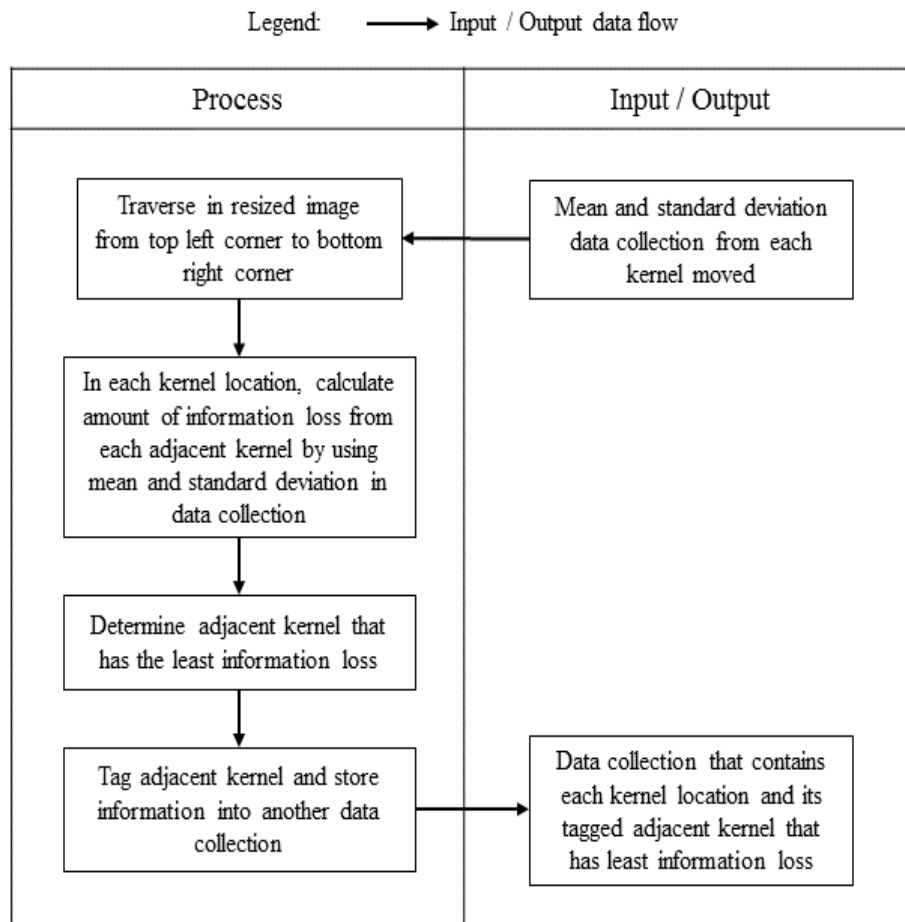 Legend: Input / Output data flow
Process
Input / Output
Traverse in resized image
from top left corner to bottom
right corner
Mean and standard deviation
data collection from each
kernel moved
In each kernel location, calculate
amount of information loss from
each adjacent kernel by using
mean and standard deviation in
data collection
Determine adjacent kernel that
has the least information loss
Tag adjacent kernel and store
information into another data
collection
Data collection that contains
each kernel location and its
tagged adjacent kernel that
has least information loss